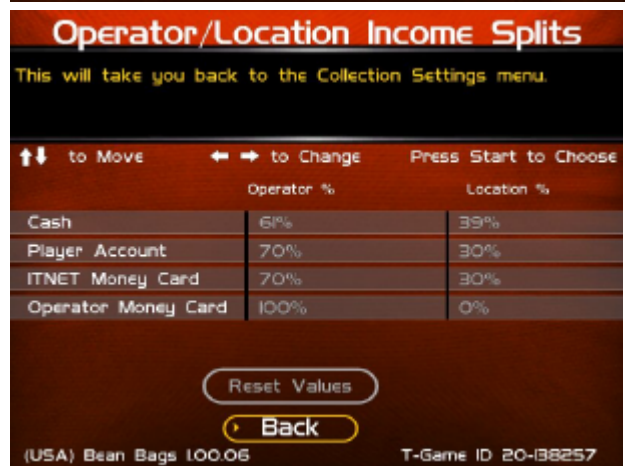 Operator/Location Income Splits
This will take you back to the Collection Settings menu.
to Move to Change Press Start to Choose
Operator % Location %
Cash 61% 39%
Player Account 70% 30%
ITNET Money Card 70% 30%
Operator Money Card 100% 0%
Reset Values
Back
(USA) Bean Bags 1.00.06 T-Game ID 20-138257